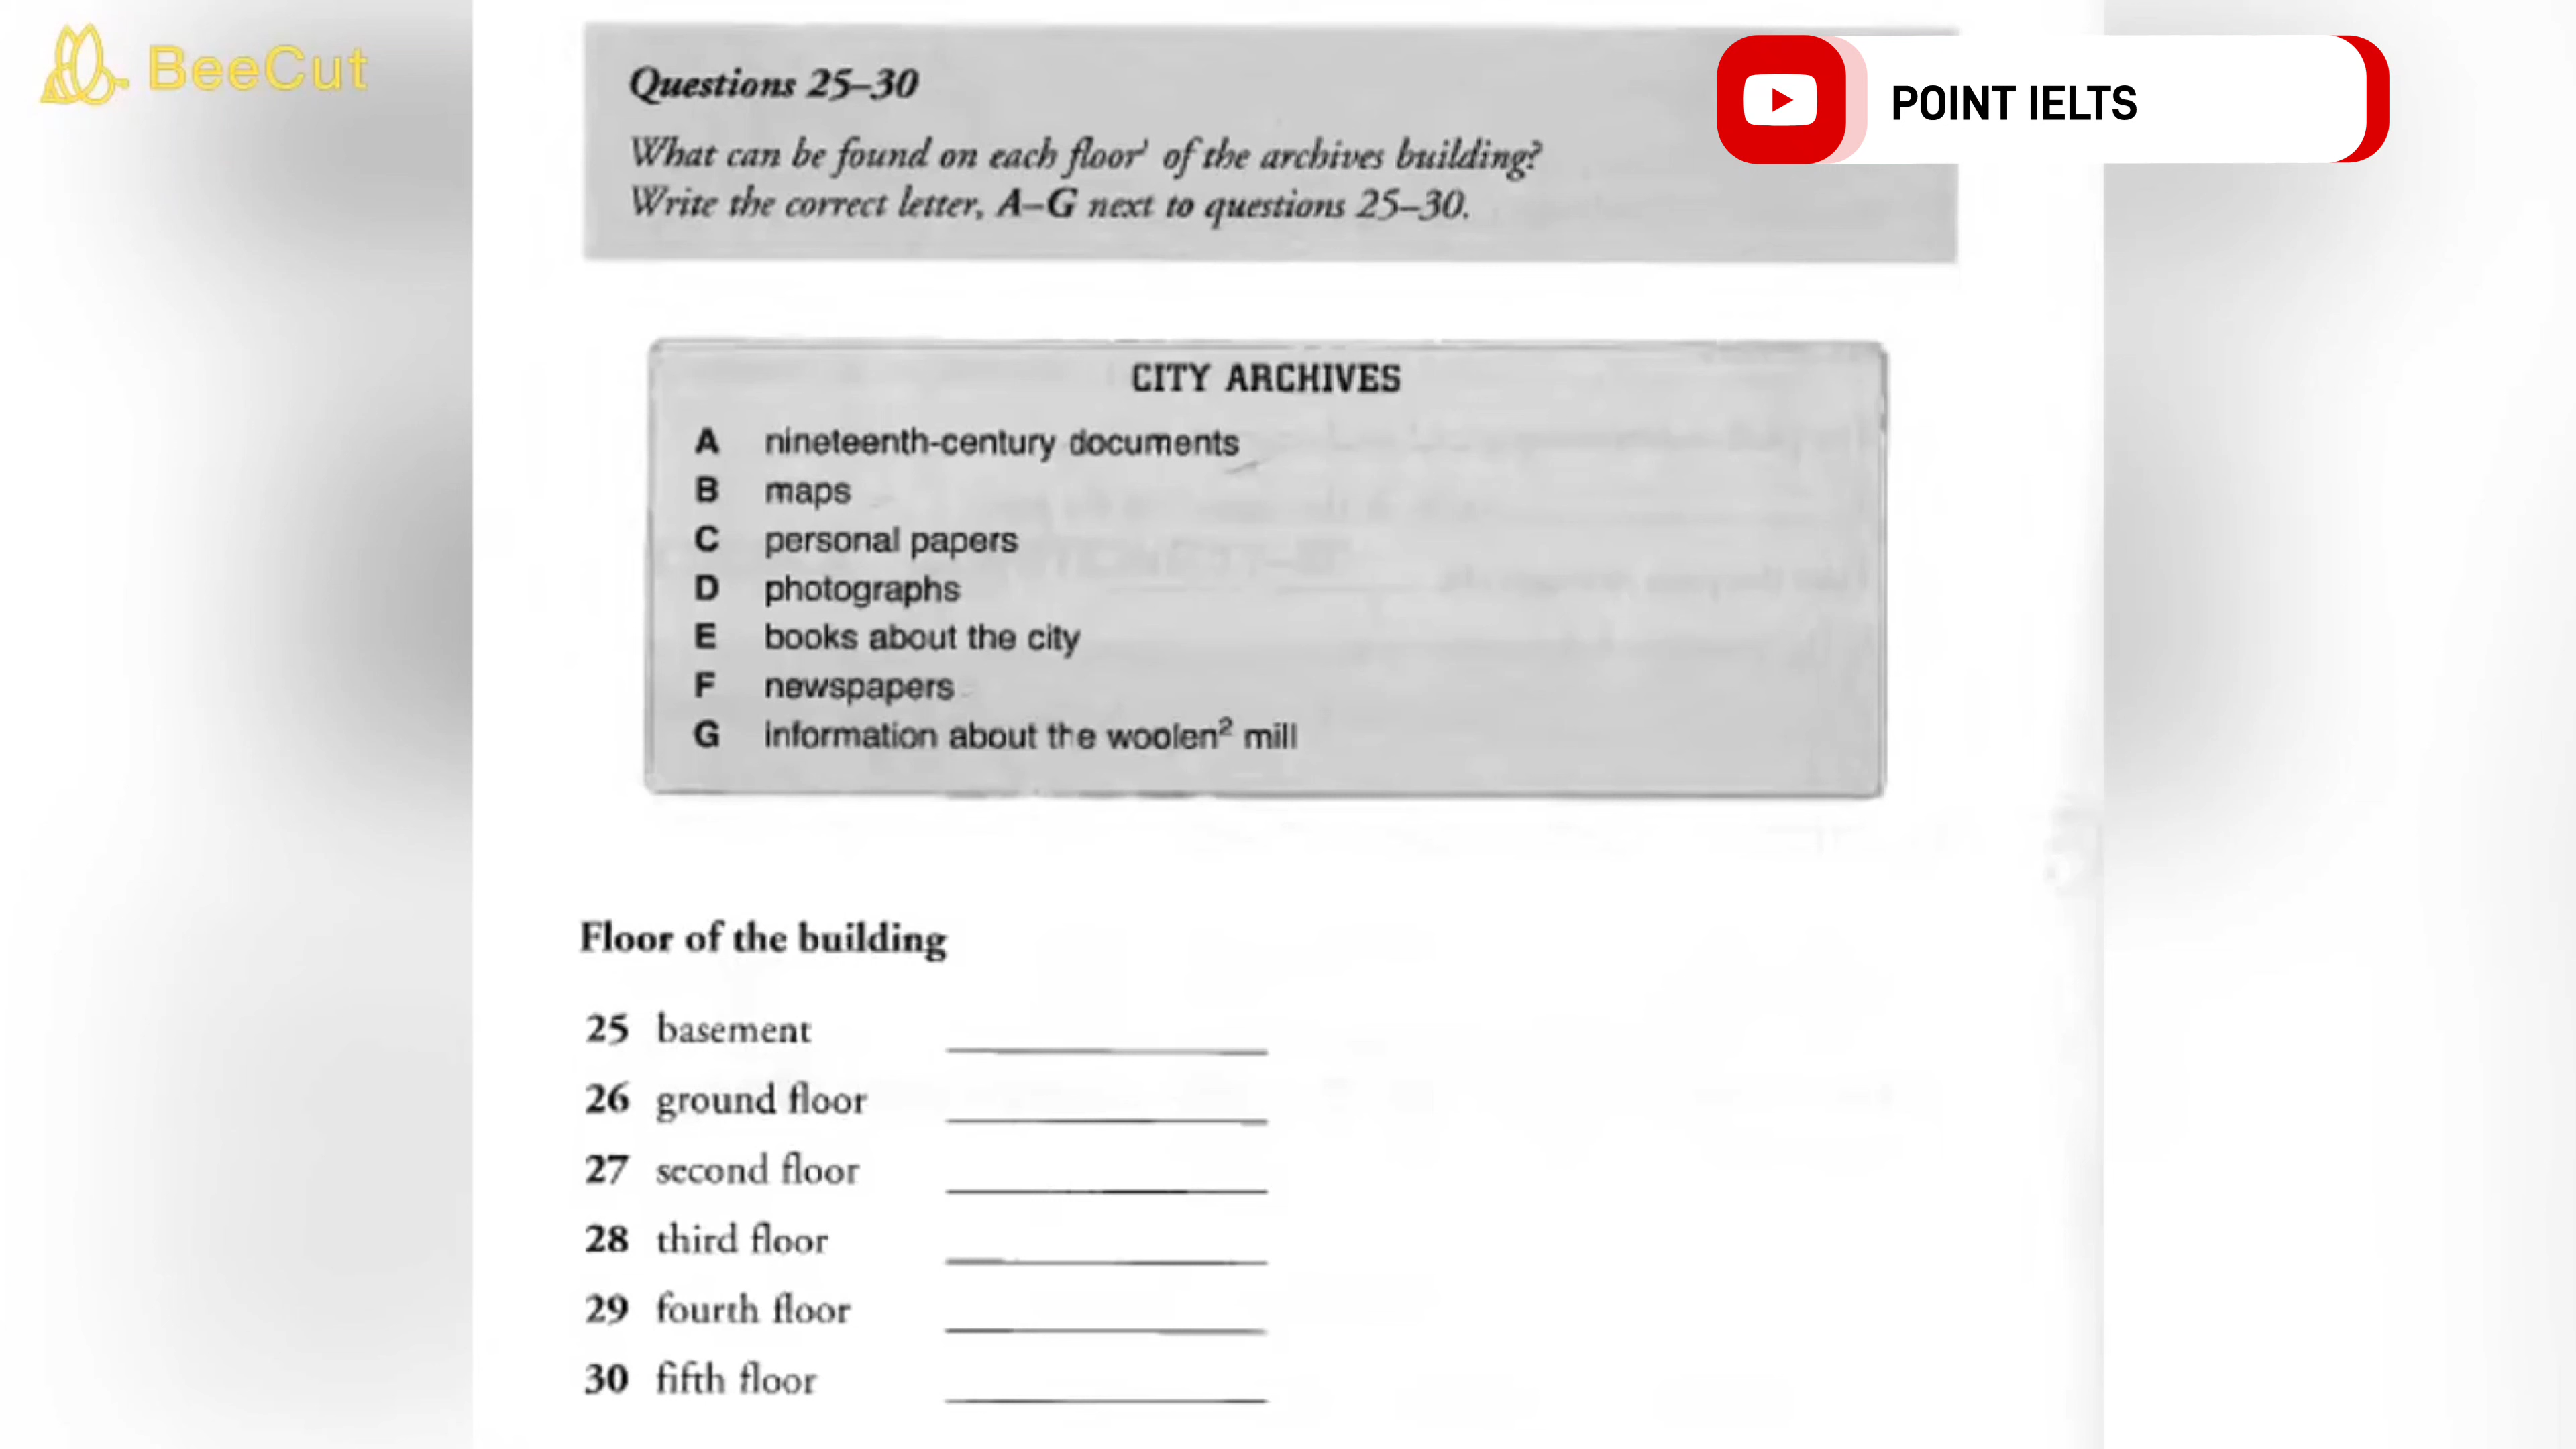 BeeCut
POINT IELTS
Questions 25–30
What can be found on each floor¹ of the archives building?
Write the correct letter, A–G next to questions 25–30.
CITY ARCHIVES
A nineteenth-century documents
B maps
C personal papers
D photographs
E books about the city
F newspapers
G information about the woolen² mill
Floor of the building
25 basement
26 ground floor
27 second floor
28 third floor
29 fourth floor
30 fifth floor